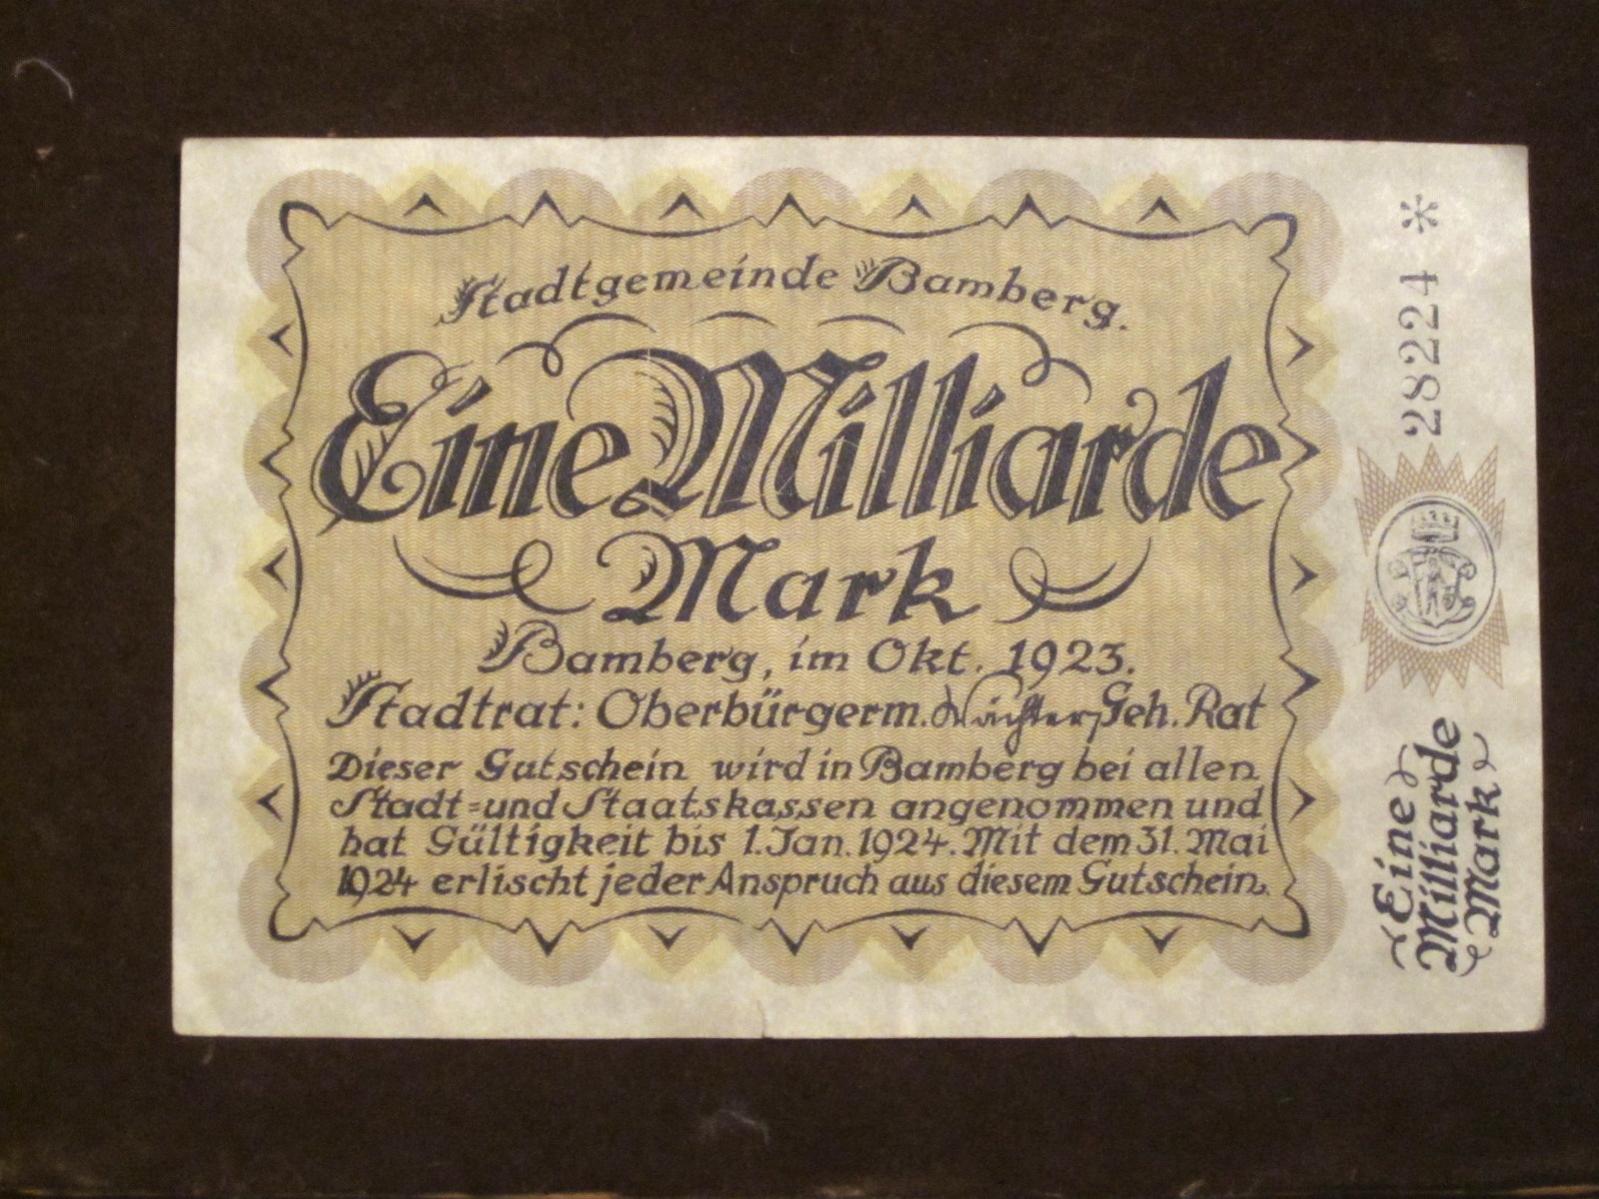 Stadtgemeinde Bamberg.
Eine Milliarde
Mark
Bamberg, im Okt. 1923.
Stadtrat: Oberbürgerm. Wächter, Geh. Rat
Dieser Gutschein wird in Bamberg bei allen
Stadt- und Staatskassen angenommen und
hat Gültigkeit bis 1. Jan. 1924. Mit dem 31. Mai
1924 erlischt jeder Anspruch aus diesem Gutschein.
28224 *
Eine
Milliarde
Mark